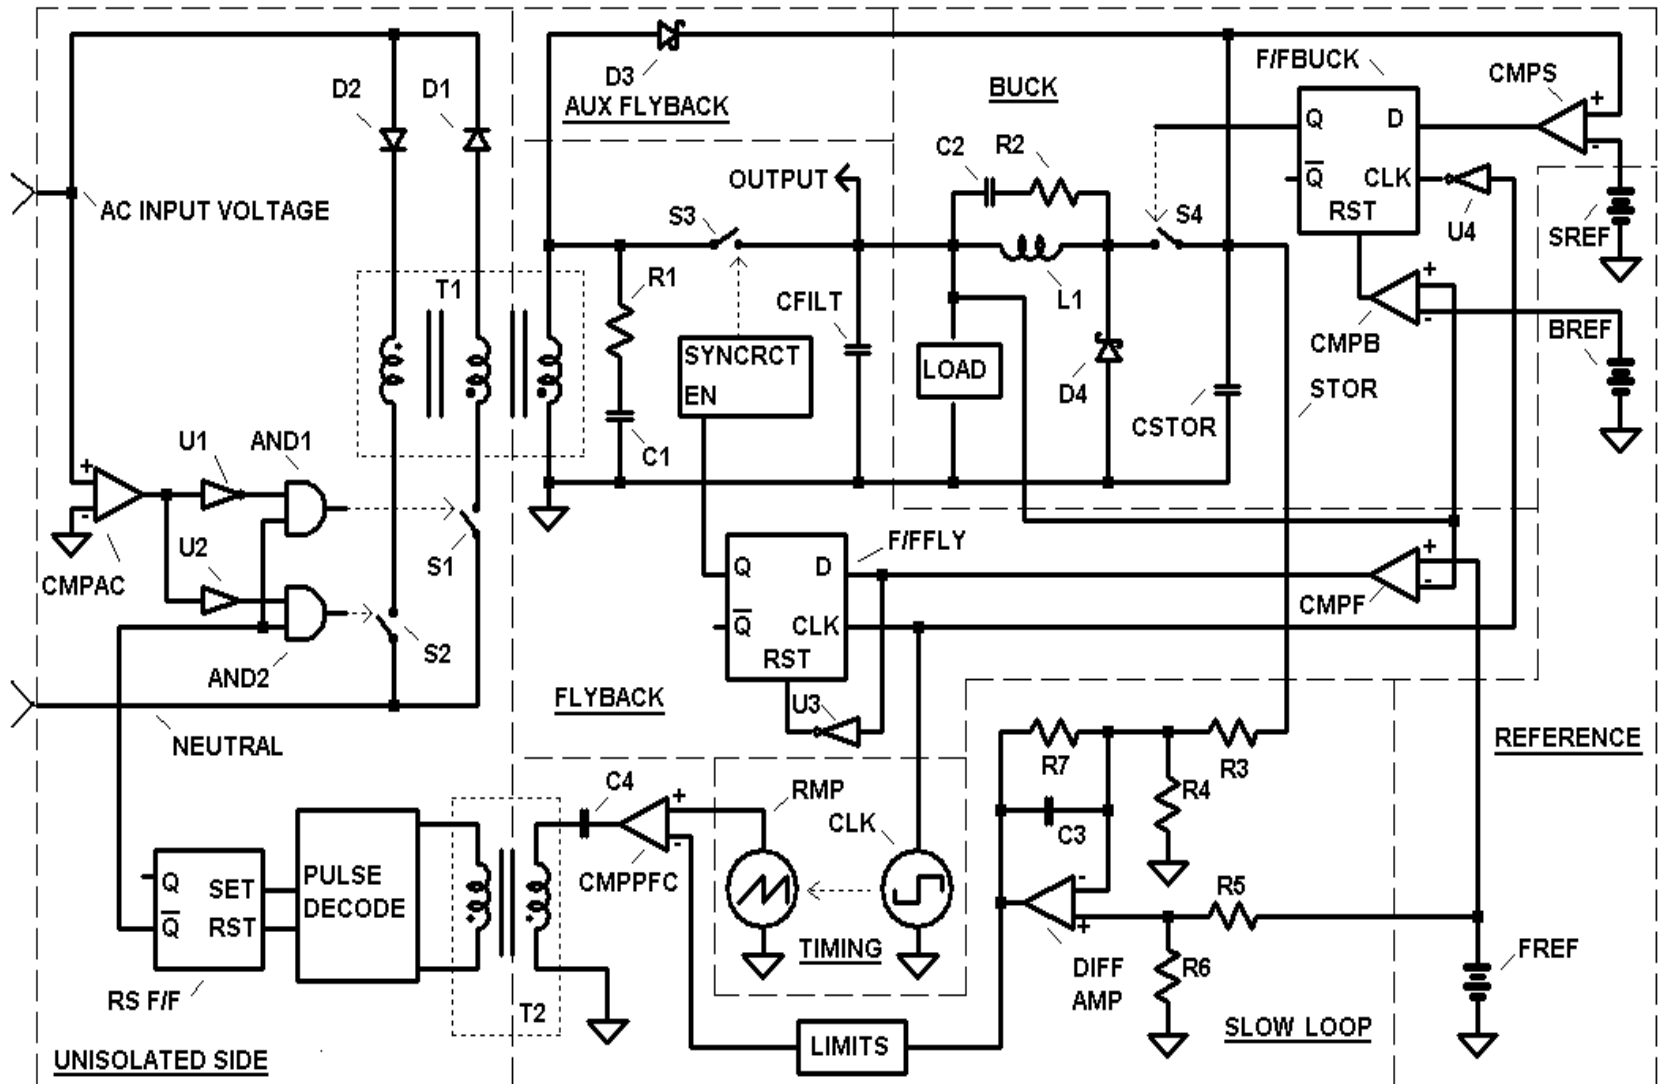 D3
AUX FLYBACK
D2
D1
BUCK
F/FBUCK
CMPS
+
-
Q
D
Q
CLK
RST
U4
SREF
AC INPUT VOLTAGE
OUTPUT
C2
R2
S3
S4
L1
R1
T1
CFILT
SYNCRCT
EN
LOAD
D4
CSTOR
STOR
+
-
CMPB
BREF
C1
U1
AND1
+
-
CMPAC
U2
S1
S2
AND2
NEUTRAL
F/FFLY
Q
D
Q
CLK
RST
U3
+
-
CMPF
FLYBACK
REFERENCE
R7
R3
R4
C3
C4
+
-
CMPPFC
RMP
CLK
TIMING
-
+
DIFF
AMP
R5
R6
FREF
Q
SET
Q
RST
RS F/F
PULSE
DECODE
T2
LIMITS
SLOW LOOP
UNISOLATED SIDE